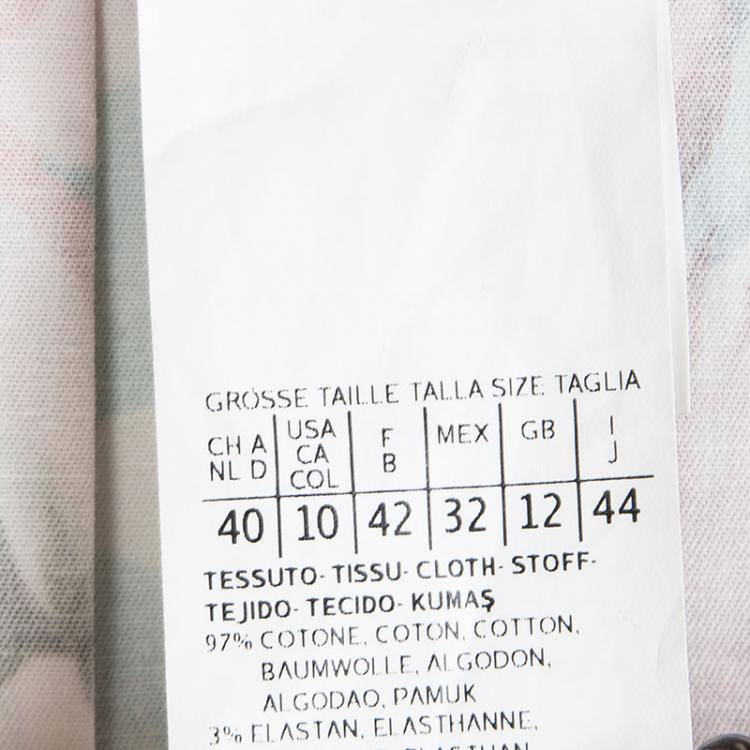 GRÖSSE TAILLE TALLA SIZE TAGLIA
CH A NL D | USA CA COL | F B | MEX | GB | I J
40 | 10 | 42 | 32 | 12 | 44
TESSUTO- TISSU- CLOTH- STOFF-
TEJIDO- TECIDO- KUMAŞ
97% COTONE, COTON, COTTON,
BAUMWOLLE, ALGODON,
ALGODAO, PAMUK
3% ELASTAN, ELASTHANNE,